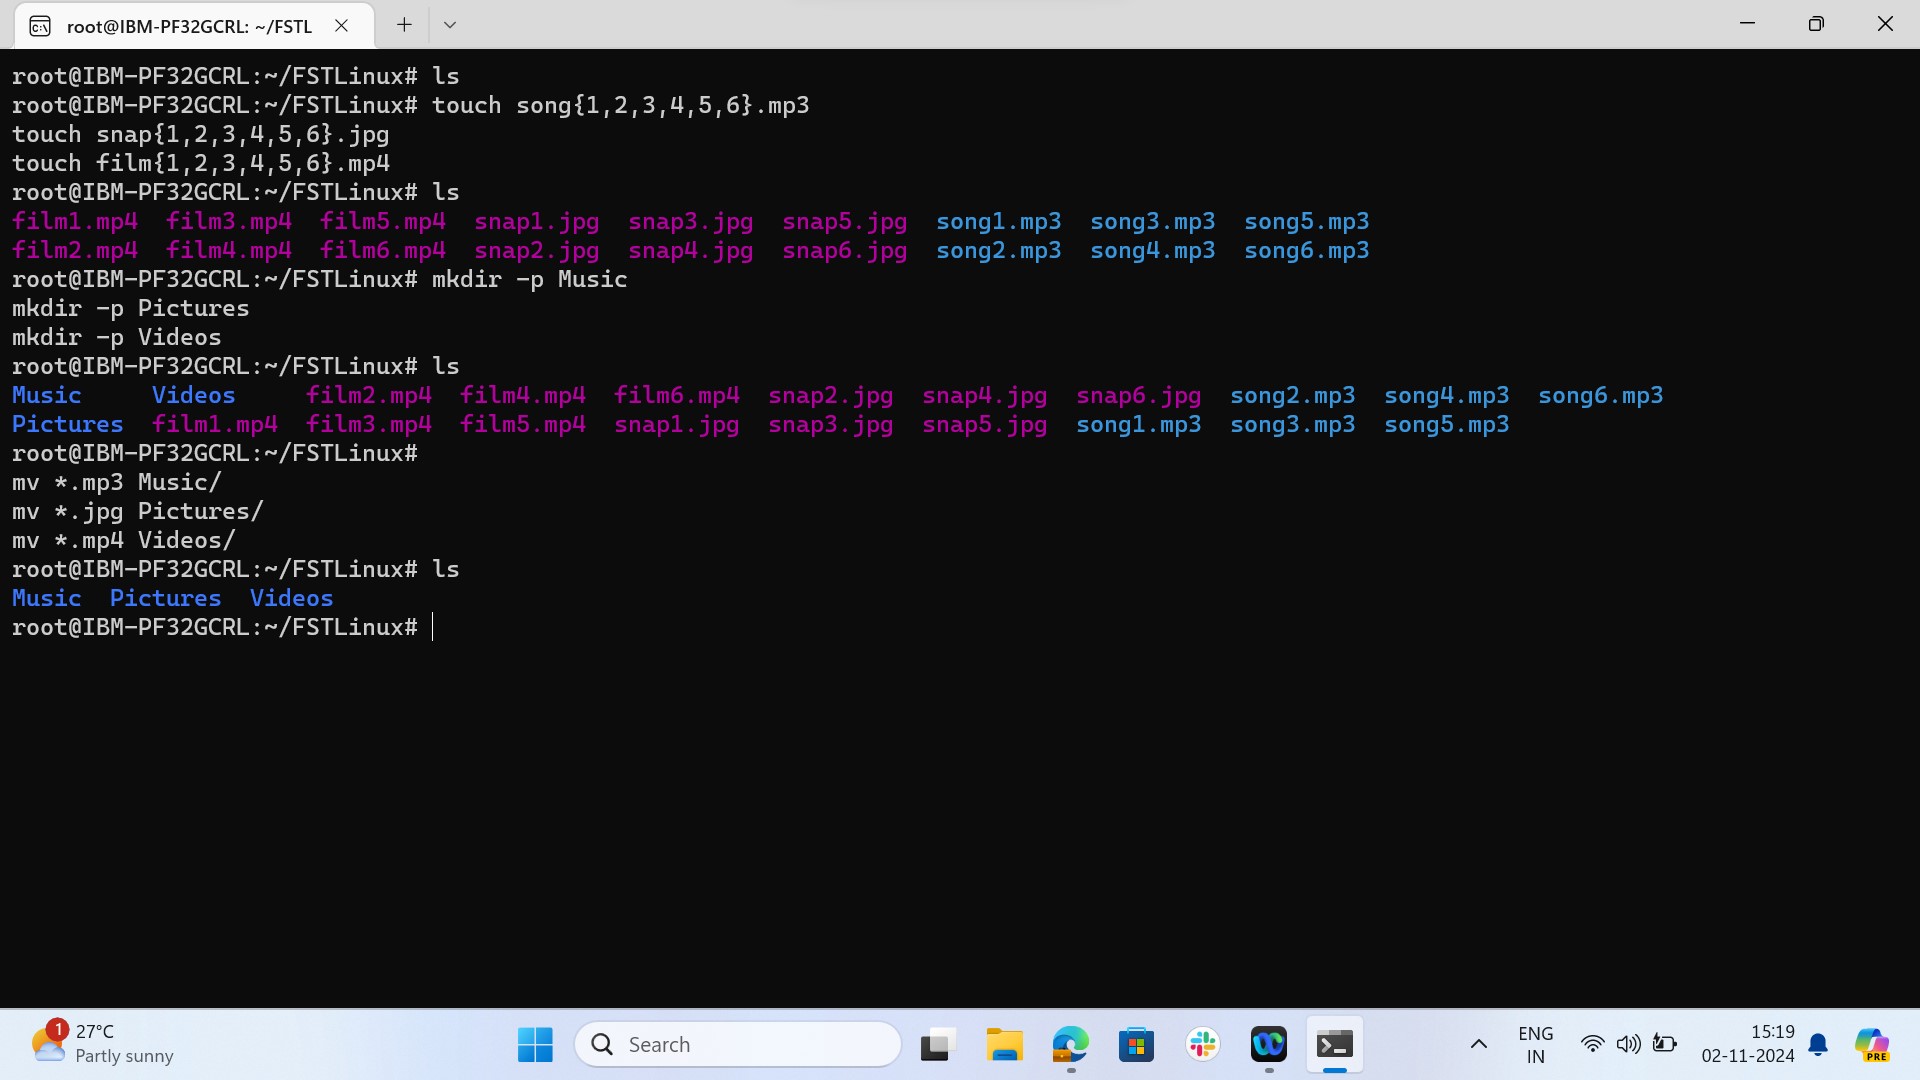 root@IBM-PF32GCRL: ~/FSTL
root@IBM-PF32GCRL:~/FSTLinux# ls
root@IBM-PF32GCRL:~/FSTLinux# touch song{1,2,3,4,5,6}.mp3
touch snap{1,2,3,4,5,6}.jpg
touch film{1,2,3,4,5,6}.mp4
root@IBM-PF32GCRL:~/FSTLinux# ls
film1.mp4  film3.mp4  film5.mp4  snap1.jpg  snap3.jpg  snap5.jpg  song1.mp3  song3.mp3  song5.mp3
film2.mp4  film4.mp4  film6.mp4  snap2.jpg  snap4.jpg  snap6.jpg  song2.mp3  song4.mp3  song6.mp3
root@IBM-PF32GCRL:~/FSTLinux# mkdir -p Music
mkdir -p Pictures
mkdir -p Videos
root@IBM-PF32GCRL:~/FSTLinux# ls
Music     Videos     film2.mp4  film4.mp4  film6.mp4  snap2.jpg  snap4.jpg  snap6.jpg  song2.mp3  song4.mp3  song6.mp3
Pictures  film1.mp4  film3.mp4  film5.mp4  snap1.jpg  snap3.jpg  snap5.jpg  song1.mp3  song3.mp3  song5.mp3
root@IBM-PF32GCRL:~/FSTLinux#
mv *.mp3 Music/
mv *.jpg Pictures/
mv *.mp4 Videos/
root@IBM-PF32GCRL:~/FSTLinux# ls
Music  Pictures  Videos
root@IBM-PF32GCRL:~/FSTLinux#
1
27°C
Partly sunny
Search
ENG
IN
15:19
02-11-2024
PRE